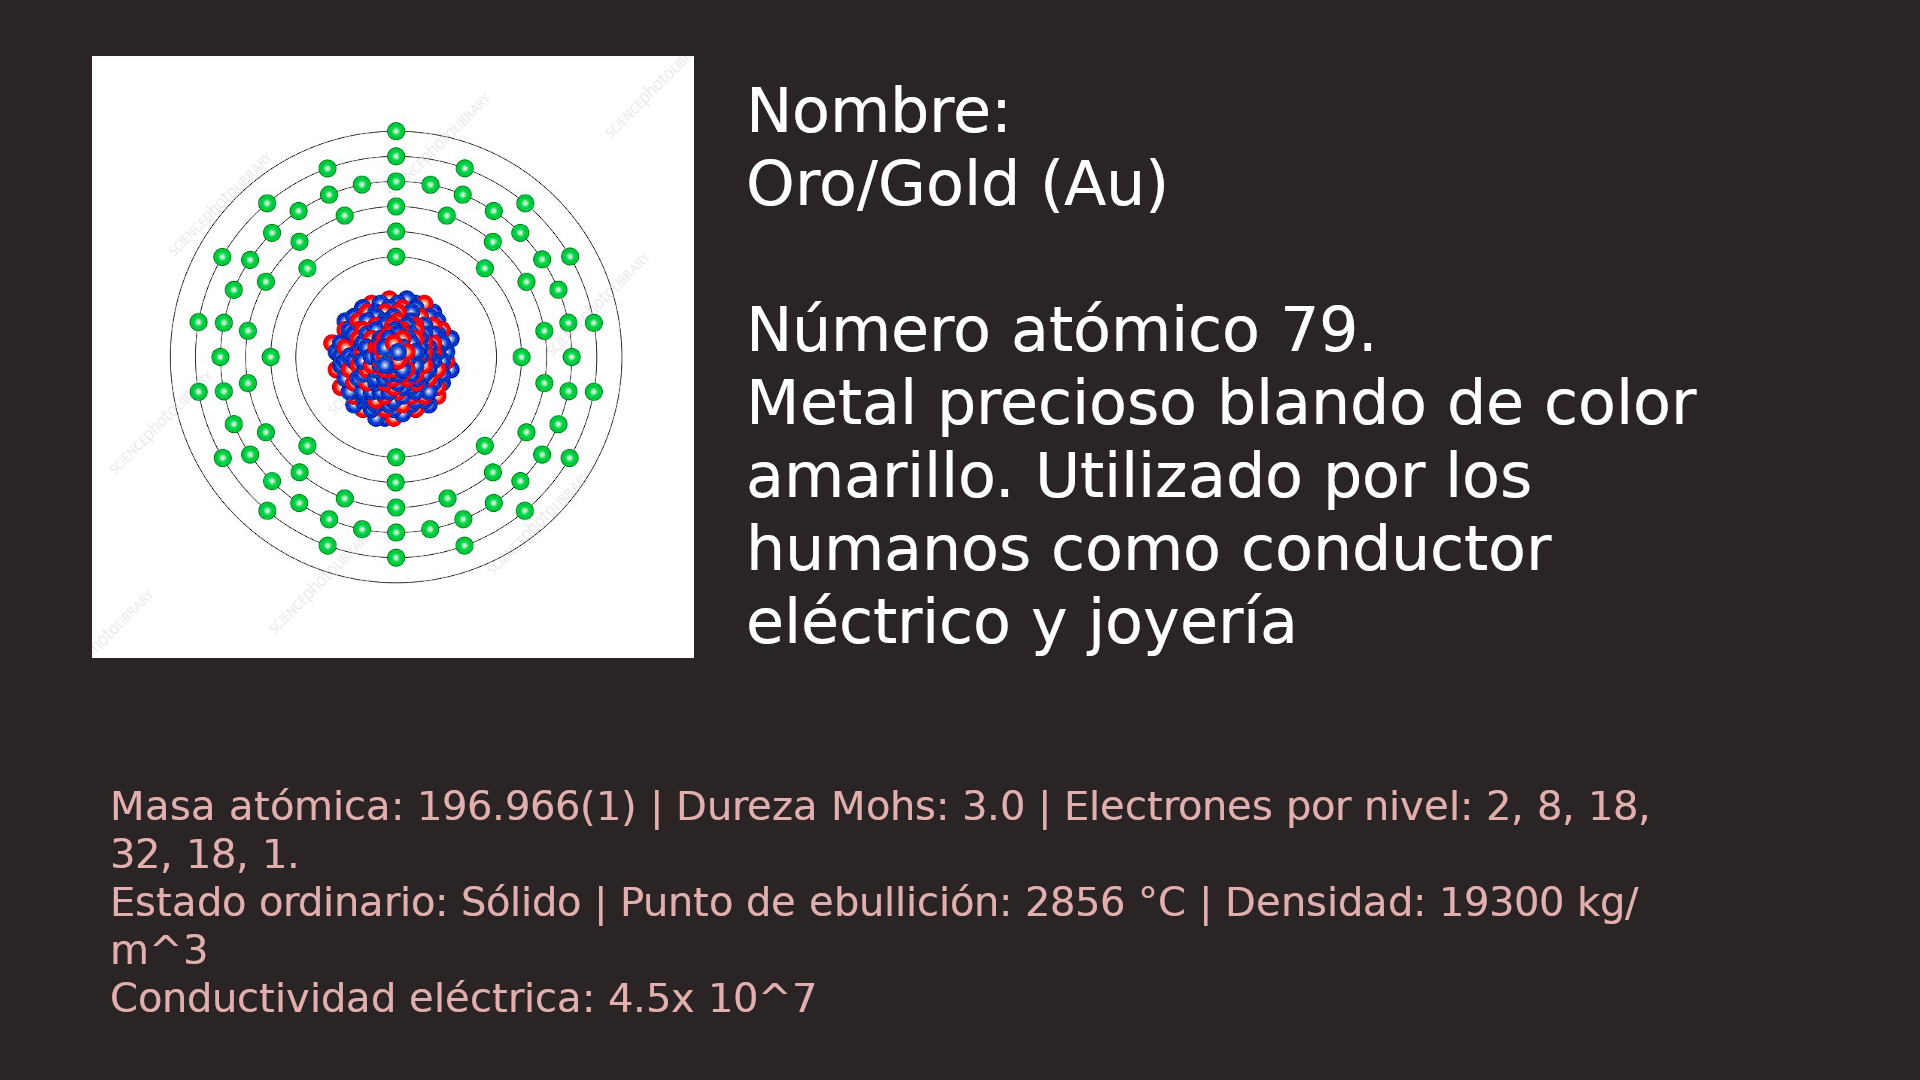 Nombre:
Oro/Gold (Au)
Número atómico 79.
Metal precioso blando de color
amarillo. Utilizado por los
humanos como conductor
eléctrico y joyería
SCIENCEphotoLIBRARY
SCIENCEphotoLIBRARY
Masa atómica: 196.966(1) | Dureza Mohs: 3.0 | Electrones por nivel: 2, 8, 18,
32, 18, 1.
Estado ordinario: Sólido | Punto de ebullición: 2856 °C | Densidad: 19300 kg/
m^3
Conductividad eléctrica: 4.5x 10^7